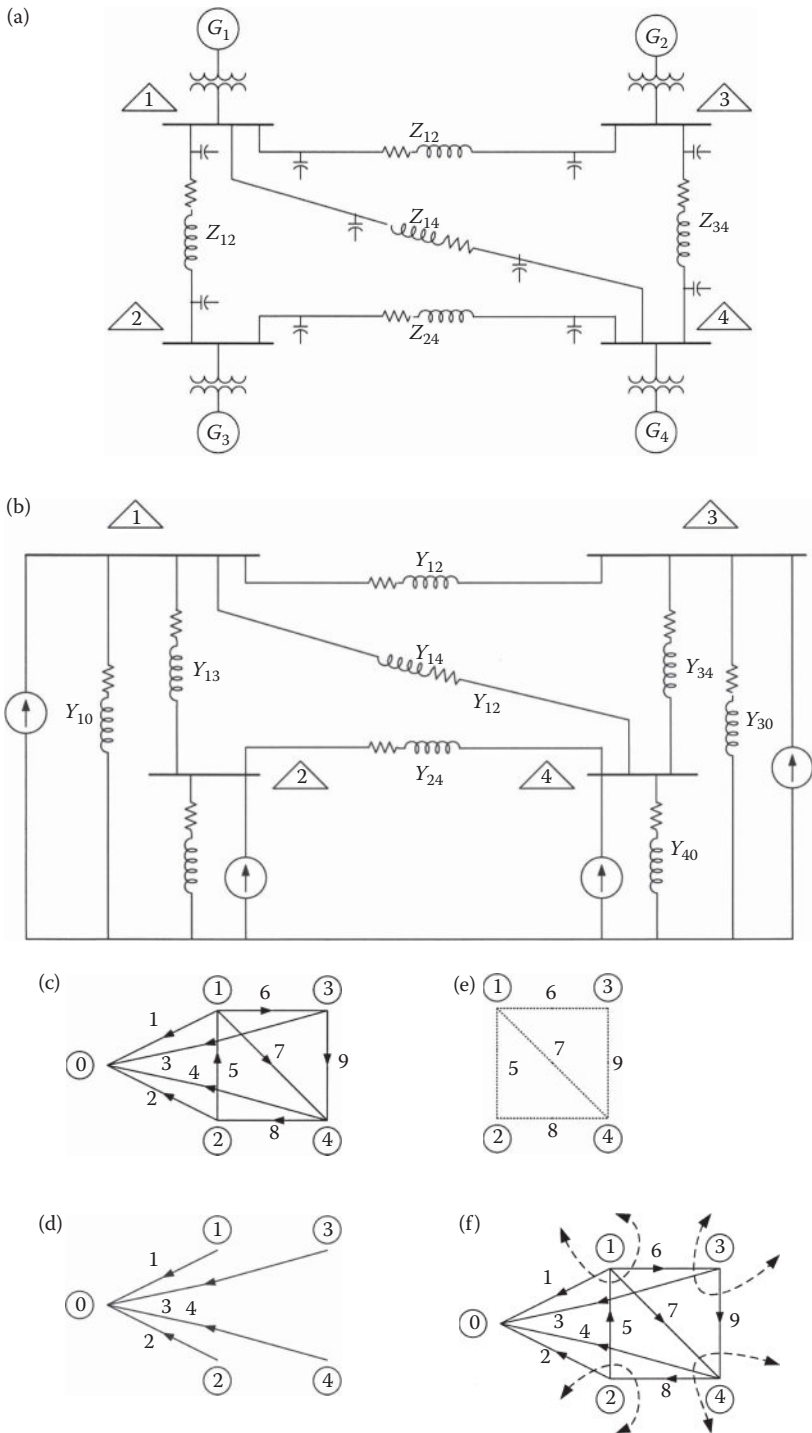 (a)
G1 G2
1 3
Z12
Z12 Z14 Z34
2 4
Z24
G3 G4
(b)
1 3
Y12
Y13 Y14 Y34
Y10 Y12 Y30
2 Y24 4
Y40
(c) 1 6 3
1
0 3 4 5 7 9
2
2 8 4
(e) 1 6 3
5 7 9
2 8 4
(d) 1 3
1
0 3 4
2
2 4
(f) 1 6 3
1
0 3 4 5 7 9
2
2 8 4